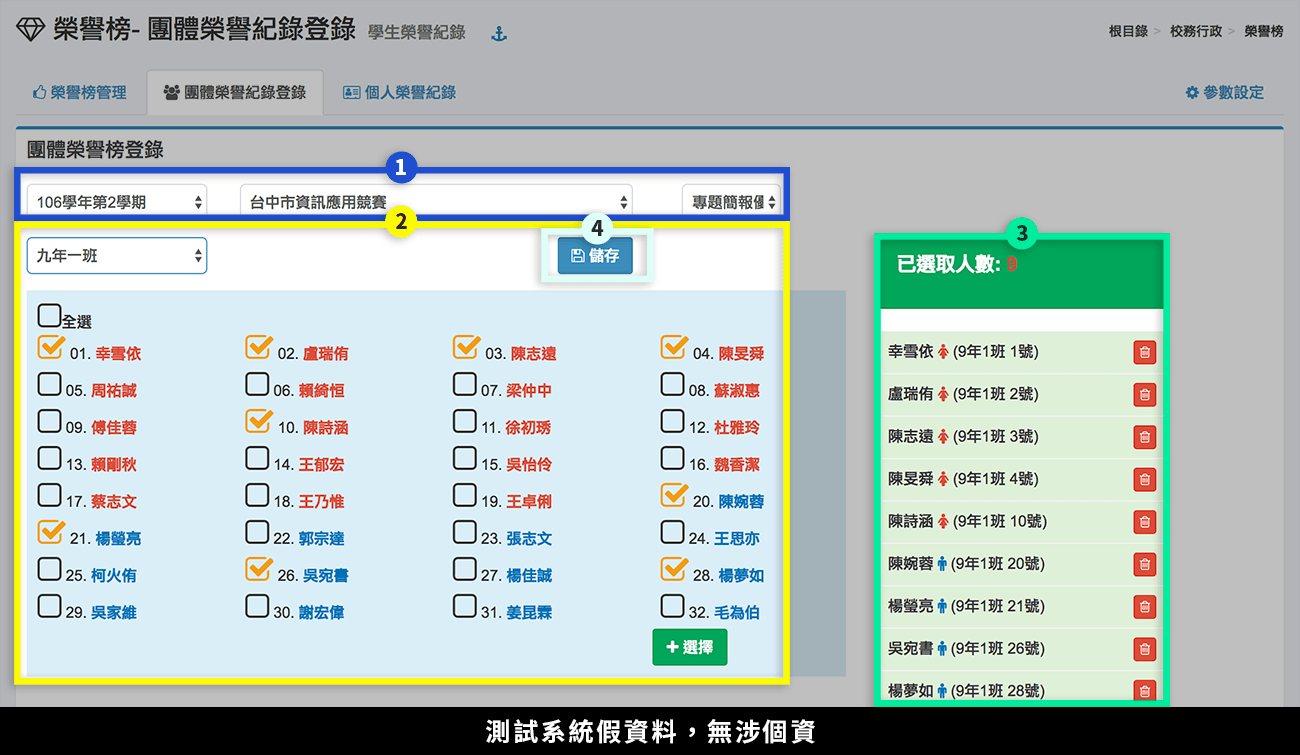 榮譽榜- 團體榮譽紀錄登錄 學生榮譽紀錄
根目錄 > 校務行政 > 榮譽榜
榮譽榜管理 團體榮譽紀錄登錄 個人榮譽紀錄 參數設定
團體榮譽榜登錄
1
106學年第2學期 台中市資訊應用競賽 專題簡報優
2
九年一班
4
儲存
3
已選取人數: 9
全選
01. 幸雪依 02. 盧瑞侑 03. 陳志遠 04. 陳旻舜
05. 周祐誠 06. 賴綺恒 07. 梁仲中 08. 蘇淑惠
09. 傅佳蓉 10. 陳詩涵 11. 徐初琇 12. 杜雅玲
13. 賴剛秋 14. 王郁宏 15. 吳怡伶 16. 魏香潔
17. 蔡志文 18. 王乃惟 19. 王卓俐 20. 陳婉蓉
21. 楊瑩亮 22. 郭宗達 23. 張志文 24. 王思亦
25. 柯火侑 26. 吳宛書 27. 楊佳誠 28. 楊夢如
29. 吳家維 30. 謝宏偉 31. 姜昆霖 32. 毛為伯
選擇
幸雪依 (9年1班 1號)
盧瑞侑 (9年1班 2號)
陳志遠 (9年1班 3號)
陳旻舜 (9年1班 4號)
陳詩涵 (9年1班 10號)
陳婉蓉 (9年1班 20號)
楊瑩亮 (9年1班 21號)
吳宛書 (9年1班 26號)
楊夢如 (9年1班 28號)
測試系統假資料，無涉個資